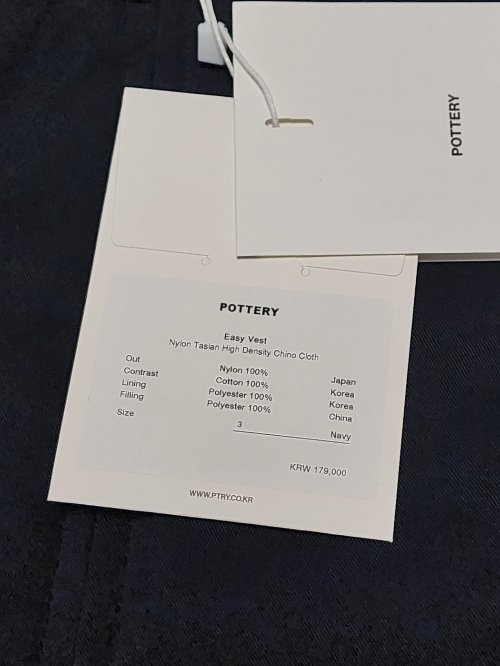 POTTERY
POTTERY
Easy Vest
Nylon Taslan High Density Chino Cloth
Out Nylon 100% Japan
Contrast Cotton 100% Korea
Lining Polyester 100% Korea
Filling Polyester 100% China
Size 3 Navy
KRW 179,000
WWW.PTRY.CO.KR